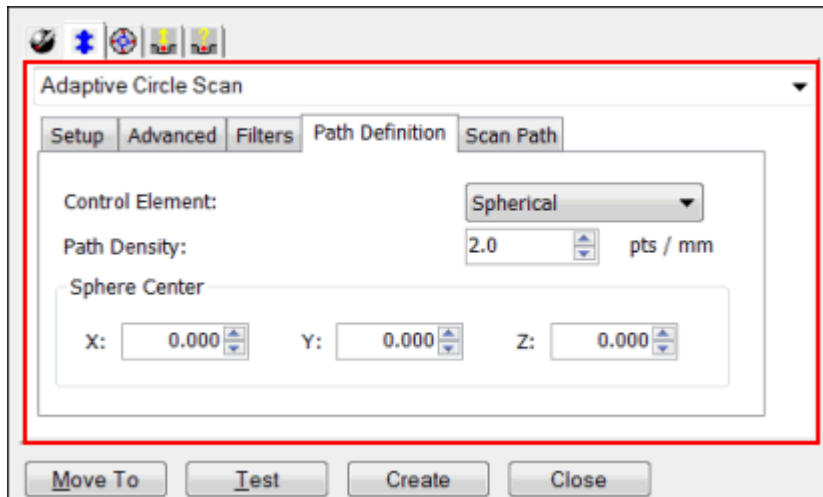 Adaptive Circle Scan
Setup Advanced Filters Path Definition Scan Path
Control Element: Spherical
Path Density: 2.0 pts / mm
Sphere Center
X: 0.000 Y: 0.000 Z: 0.000
Move To Test Create Close